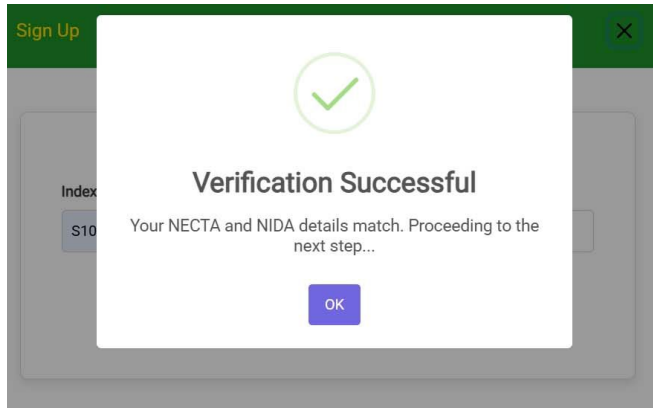 Sign Up
Verification Successful
Index
S10
Your NECTA and NIDA details match. Proceeding to the
next step...
OK